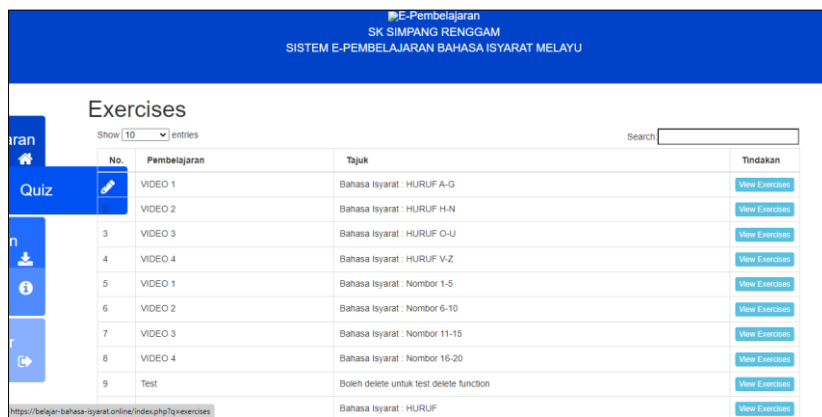 E-Pembelajaran
SK SIMPANG RENGGAM
SISTEM E-PEMBELAJARAN BAHASA ISYARAT MELAYU
Exercises
Show 10 entries Search:
aran
No. Pembelajaran Tajuk Tindakan
Quiz
VIDEO 1 Bahasa Isyarat : HURUF A-G View Exercises
2 VIDEO 2 Bahasa Isyarat : HURUF H-N View Exercises
3 VIDEO 3 Bahasa Isyarat : HURUF O-U View Exercises
n
4 VIDEO 4 Bahasa Isyarat : HURUF V-Z View Exercises
5 VIDEO 1 Bahasa Isyarat : Nombor 1-5 View Exercises
6 VIDEO 2 Bahasa Isyarat : Nombor 6-10 View Exercises
7 VIDEO 3 Bahasa Isyarat : Nombor 11-15 View Exercises
r
8 VIDEO 4 Bahasa Isyarat : Nombor 16-20 View Exercises
9 Test Boleh delete untuk test delete function View Exercises
Bahasa Isyarat : HURUF View Exercises
https://belajar-bahasa-isyarat.online/index.php?q=exercises